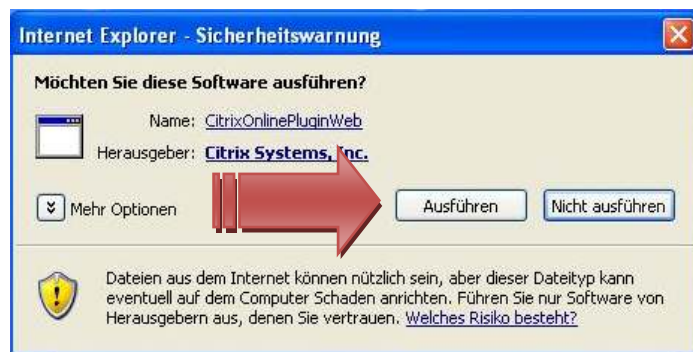 Internet Explorer - Sicherheitswarnung
Möchten Sie diese Software ausführen?
Name: CitrixOnlinePluginWeb
Herausgeber: Citrix Systems, Inc.
Mehr Optionen
Ausführen
Nicht ausführen
Dateien aus dem Internet können nützlich sein, aber dieser Dateityp kann
eventuell auf dem Computer Schaden anrichten. Führen Sie nur Software von
Herausgebern aus, denen Sie vertrauen. Welches Risiko besteht?